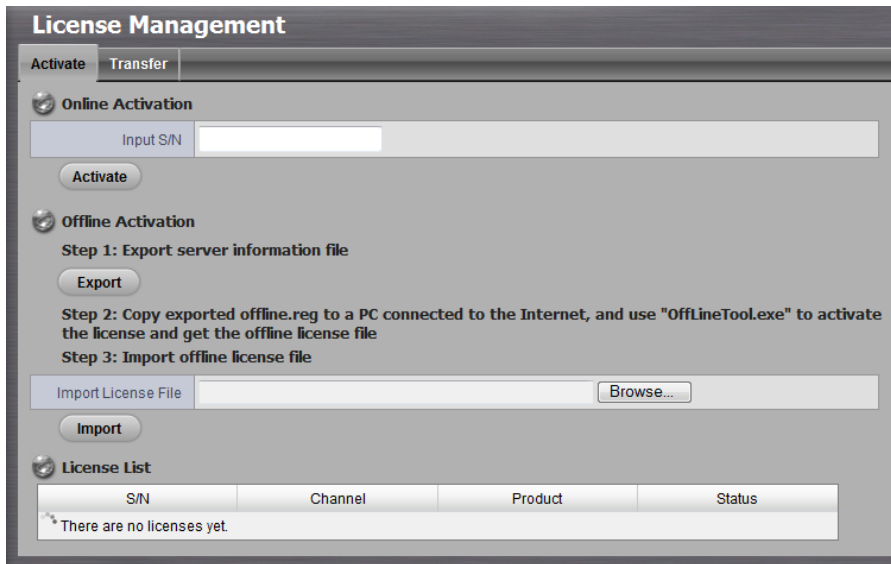 License Management
Activate Transfer
Online Activation
Input S/N
Activate
Offline Activation
Step 1: Export server information file
Export
Step 2: Copy exported offline.reg to a PC connected to the Internet, and use "OffLineTool.exe" to activate
the license and get the offline license file
Step 3: Import offline license file
Import License File Browse...
Import
License List
S/N Channel Product Status
There are no licenses yet.